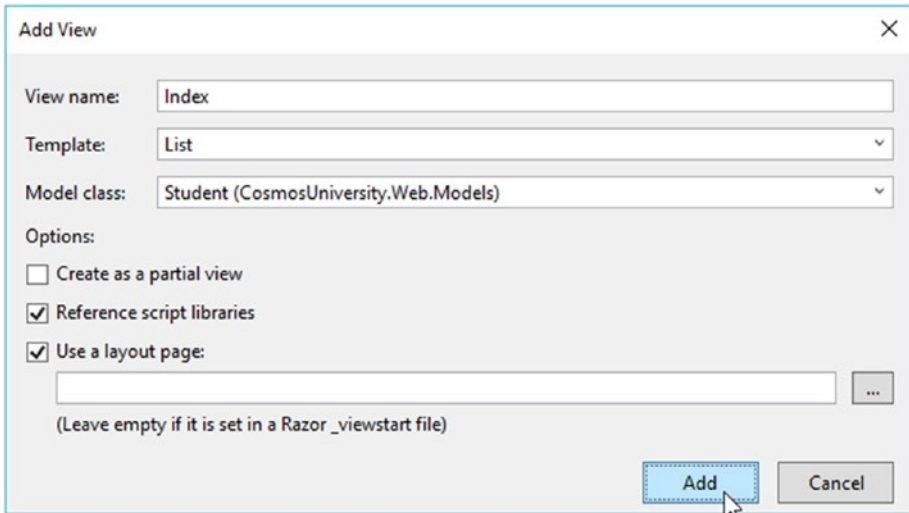 Add View
View name: Index
Template: List
Model class: Student (CosmosUniversity.Web.Models)
Options:
Create as a partial view
Reference script libraries
Use a layout page:
...
(Leave empty if it is set in a Razor _viewstart file)
Add Cancel